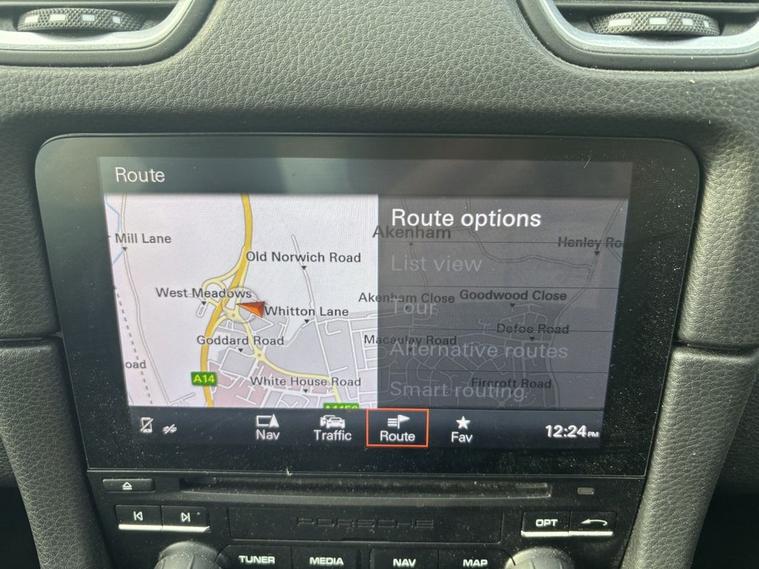 Route
Route options
Akenham
Henley Ro
Mill Lane
Old Norwich Road
List view
West Meadows
Akenham Close
Goodwood Close
Whitton Lane
Tour
Defoe Road
Goddard Road
Macauley Road
Alternative routes
oad
A14
White House Road
Fircroft Road
Smart routing
Nav
Traffic
Route
Fav
12:24PM
PORSCHE
OPT
TUNER
MEDIA
NAV
MAP